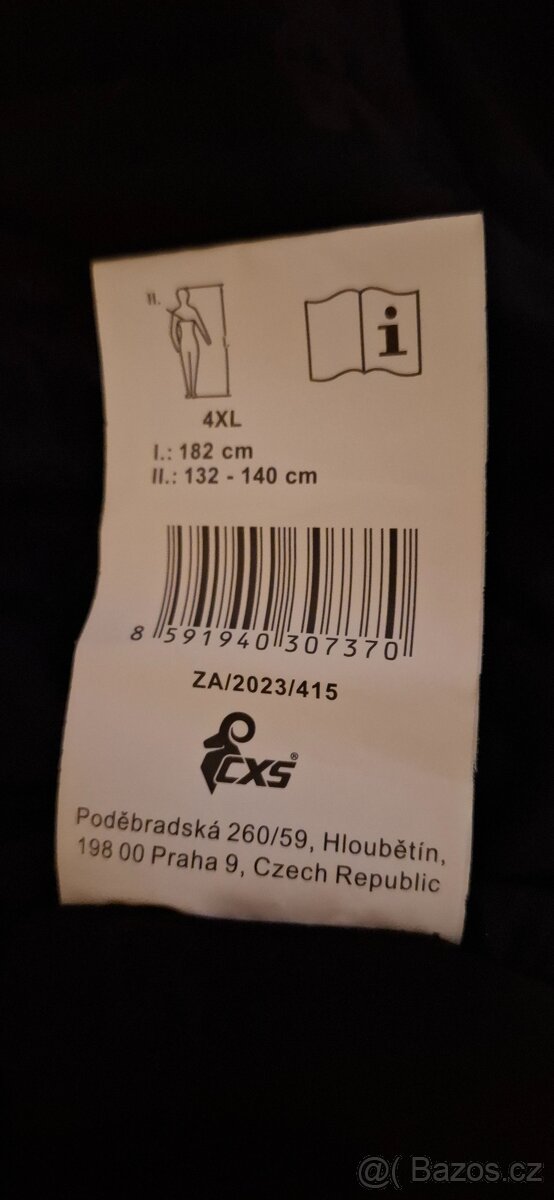 II.
i
4XL
I.: 182 cm
II.: 132 - 140 cm
8 591940 307370
ZA/2023/415
CXS®
Poděbradská 260/59, Hloubětín,
198 00 Praha 9, Czech Republic
@( Bazos.cz